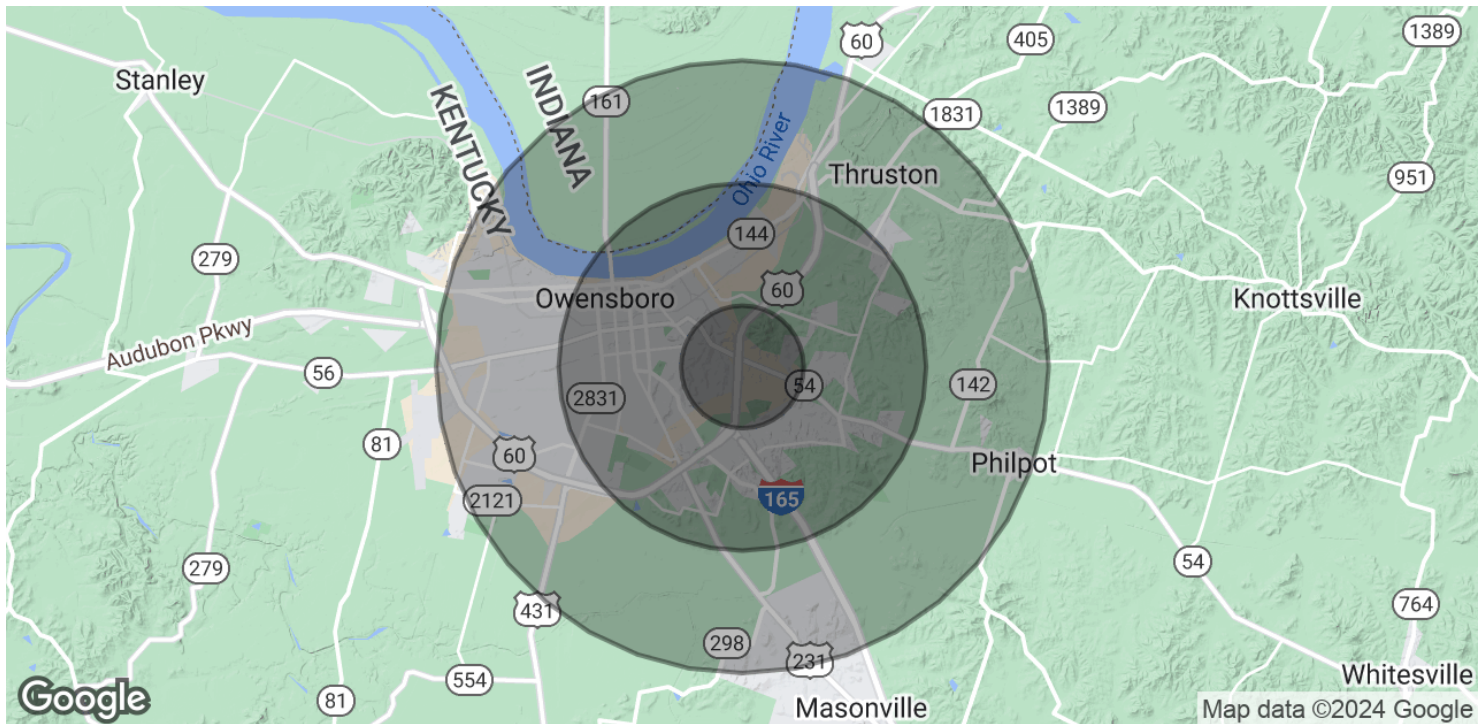 60
405
1389
Stanley
INDIANA
161
KENTUCKY
1831
1389
Ohio River
Thruston
951
144
279
60
Owensboro
Knottsville
Audubon Pkwy
56
54
142
2831
81
60
Philpot
2121
165
279
54
431
764
298
231
554
Whitesville
81
Masonville
Google
Map data ©2024 Google